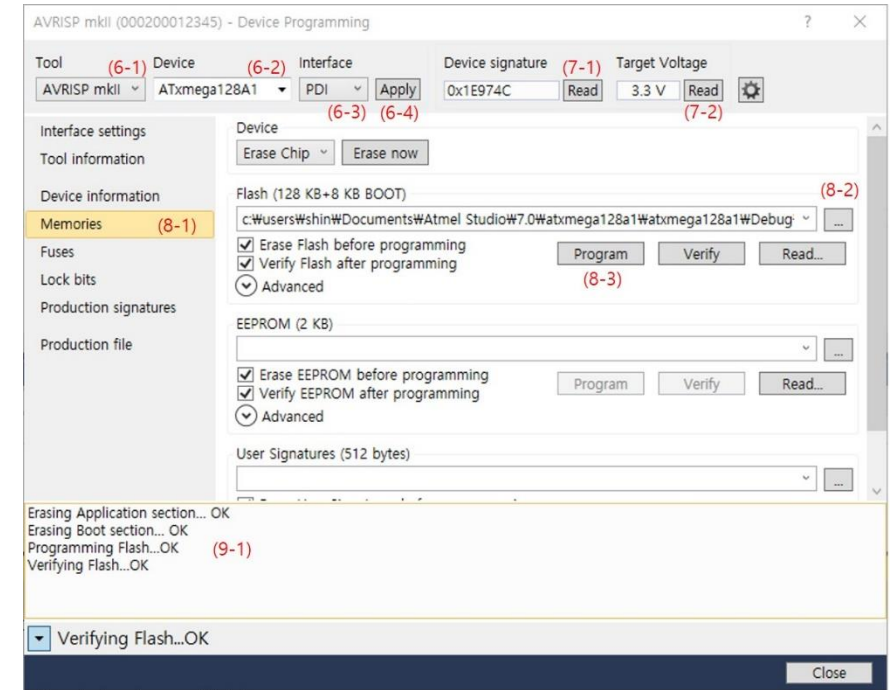 AVRISP mkII (000200012345) - Device Programming ? ×
Tool (6-1) Device (6-2) Interface Device signature (7-1) Target Voltage
AVRISP mkII ATxmega128A1 PDI Apply 0x1E974C Read 3.3 V Read
(6-3) (6-4) (7-2)
Interface settings
Tool information
Device information
Memories (8-1)
Fuses
Lock bits
Production signatures
Production file
Device
Erase Chip Erase now
Flash (128 KB+8 KB BOOT) (8-2)
c:₩users₩shin₩Documents₩Atmel Studio₩7.0₩atxmega128a1₩atxmega128a1₩Debug ...
Erase Flash before programming
Verify Flash after programming
Program Verify Read...
(8-3)
Advanced
EEPROM (2 KB)
...
Erase EEPROM before programming
Verify EEPROM after programming
Program Verify Read...
Advanced
User Signatures (512 bytes)
...
Erasing Application section... OK
Erasing Boot section... OK
Programming Flash...OK (9-1)
Verifying Flash...OK
Verifying Flash...OK
Close